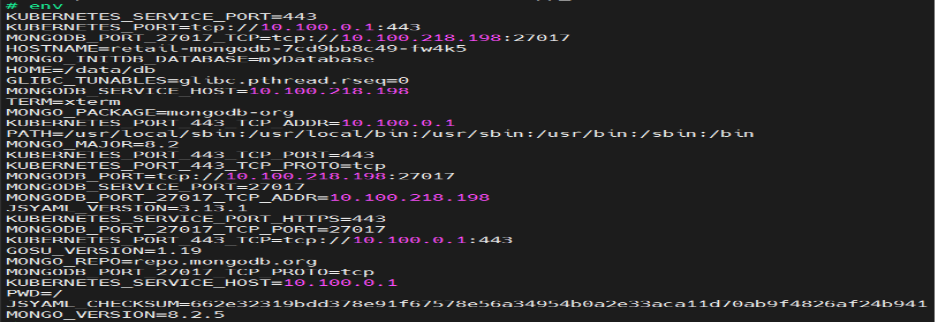 # env
KUBERNETES_SERVICE_PORT=443
KUBERNETES_PORT=tcp://10.100.0.1:443
MONGODB_PORT_27017_TCP=tcp://10.100.218.198:27017
HOSTNAME=retail-mongodb-7cd9bb8c49-fw4k5
MONGO_INITDB_DATABASE=myDatabase
HOME=/data/db
GLIBC_TUNABLES=glibc.pthread.rseq=0
MONGODB_SERVICE_HOST=10.100.218.198
TERM=xterm
MONGO_PACKAGE=mongodb-org
KUBERNETES_PORT_443_TCP_ADDR=10.100.0.1
PATH=/usr/local/sbin:/usr/local/bin:/usr/sbin:/usr/bin:/sbin:/bin
MONGO_MAJOR=8.2
KUBERNETES_PORT_443_TCP_PORT=443
KUBERNETES_PORT_443_TCP_PROTO=tcp
MONGODB_PORT=tcp://10.100.218.198:27017
MONGODB_SERVICE_PORT=27017
MONGODB_PORT_27017_TCP_ADDR=10.100.218.198
JSYAML_VERSION=3.13.1
KUBERNETES_SERVICE_PORT_HTTPS=443
MONGODB_PORT_27017_TCP_PORT=27017
KUBERNETES_PORT_443_TCP=tcp://10.100.0.1:443
GOSU_VERSION=1.19
MONGO_REPO=repo.mongodb.org
MONGODB_PORT_27017_TCP_PROTO=tcp
KUBERNETES_SERVICE_HOST=10.100.0.1
PWD=/
JSYAML_CHECKSUM=662e32319bdd378e91f67578e56a34954b0a2e33aca11d70ab9f4826af24b941
MONGO_VERSION=8.2.5